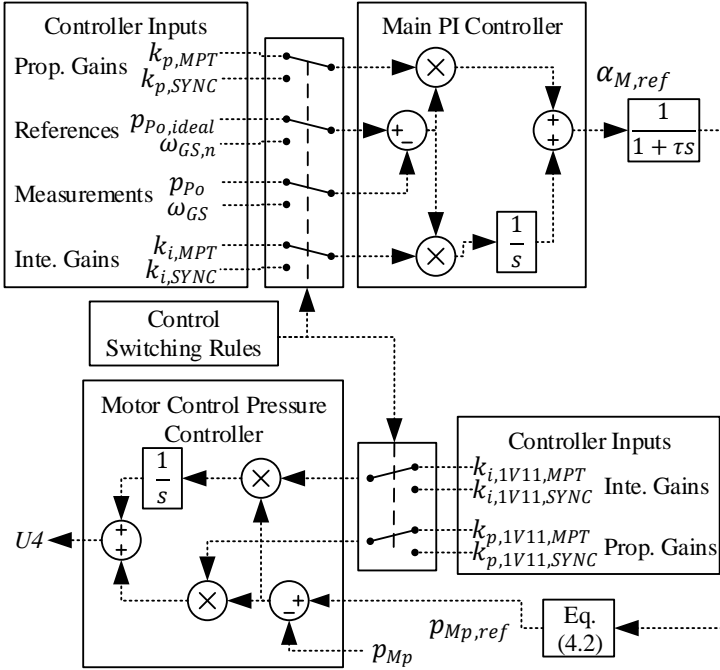 Controller Inputs
Prop. Gains
k_{p,MPT}
k_{p,SYNC}
References
p_{Po,ideal}
ω_{GS,n}
Measurements
p_{Po}
ω_{GS}
Inte. Gains
k_{i,MPT}
k_{i,SYNC}
Main PI Controller
×
+
−
×
1
s
+
+
α_{M,ref}
1
1 + τs
Control
Switching Rules
Motor Control Pressure
Controller
1
s
×
+
+
U4
×
− +
p_{Mp}
Controller Inputs
k_{i,1V11,MPT}
k_{i,1V11,SYNC}
Inte. Gains
k_{p,1V11,MPT}
k_{p,1V11,SYNC}
Prop. Gains
p_{Mp,ref}
Eq.
(4.2)